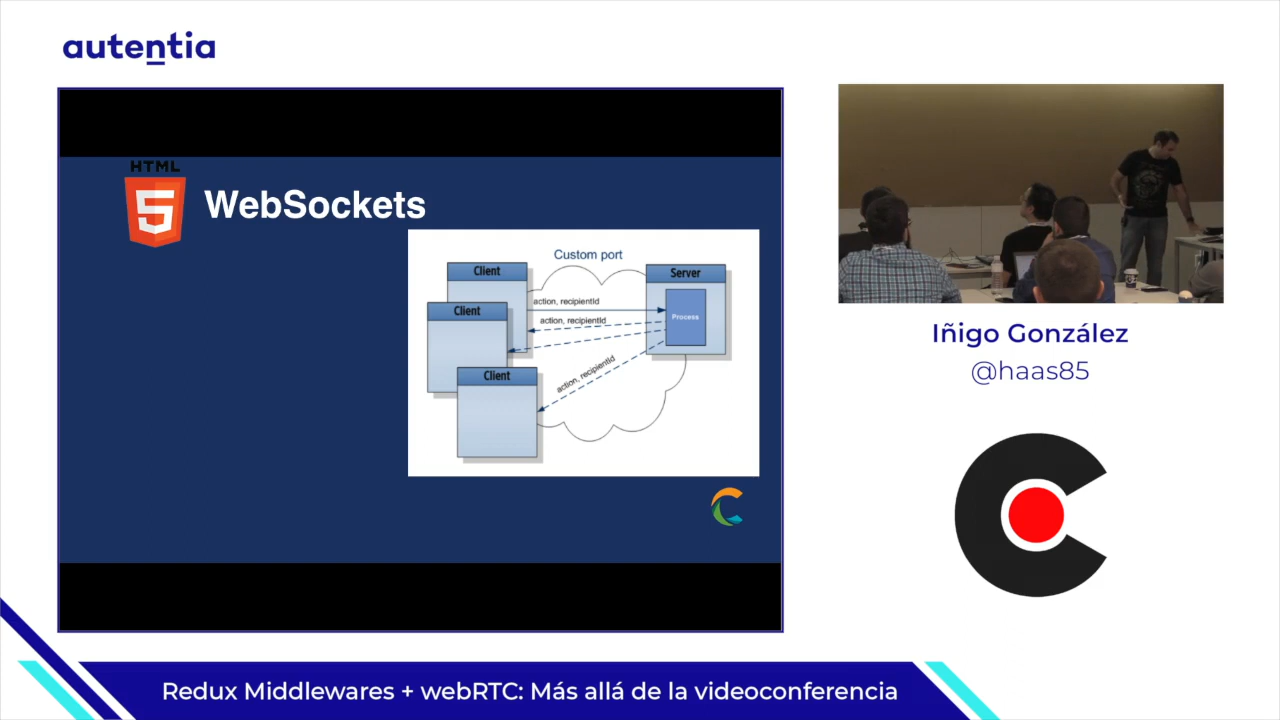 autentia
HTML
5
WebSockets
Custom port
Client
Server
action, recipientId
Client
action, recipientId
Process
action, recipientId
Client
Iñigo González
@haas85
Redux Middlewares + webRTC: Más allá de la videoconferencia